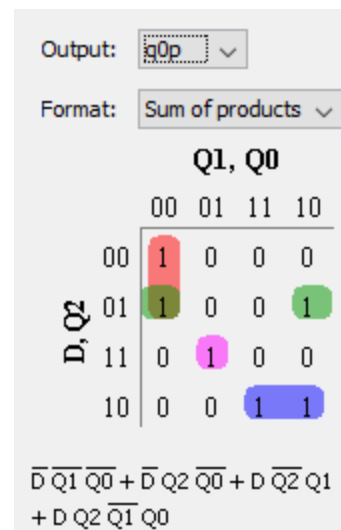 Output: q0p
Format: Sum of products
Q1, Q0
00 01 11 10
00 1 0 0 0
D, Q2
01 1 0 0 1
11 0 1 0 0
10 0 0 1 1
D̅ Q̅1̅ Q̅0̅ + D̅ Q2 Q̅0̅ + D Q̅2̅ Q1
+ D Q2 Q̅1̅ Q0